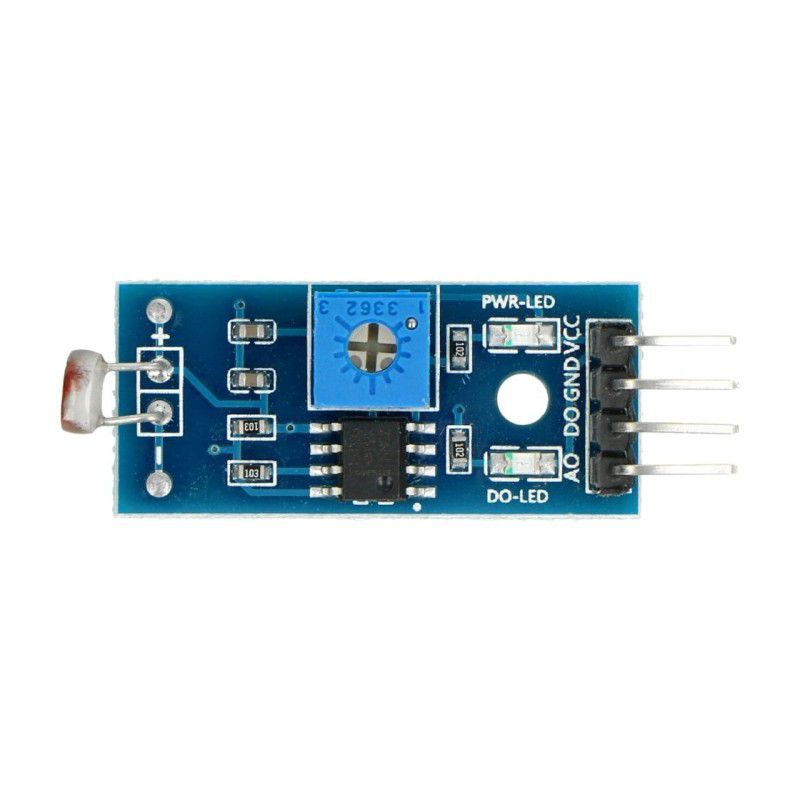 3362
3
1
PWR-LED
VCC
GND
DO
AO
+
-
102
103
102
103
DO-LED